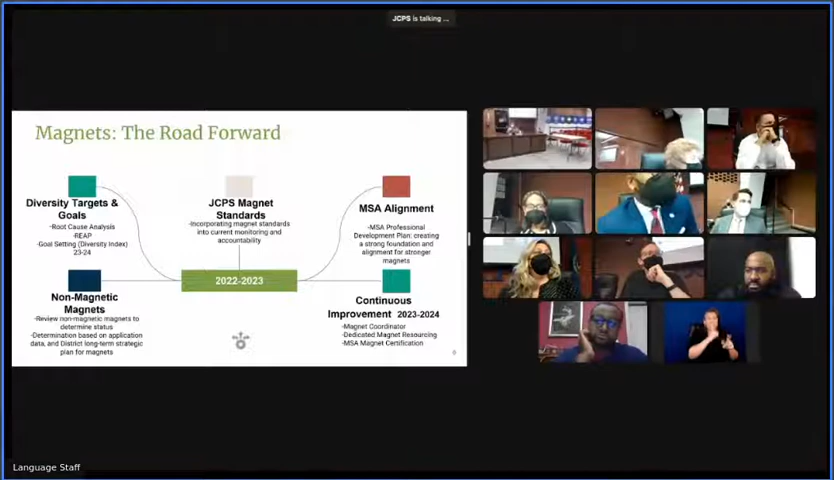 JCPS is talking ...
Magnets: The Road Forward
Diversity Targets &
Goals
-Root Cause Analysis
-REAP
-Goal Setting (Diversity Index)
23-24
JCPS Magnet
Standards
-Incorporating magnet standards
into current monitoring and
accountability
MSA Alignment
-MSA Professional
Development Plan: creating
a strong foundation and
alignment for stronger
magnets
2022-2023
Non-Magnetic
Magnets
-Review non-magnetic magnets to
determine status
-Determination based on application
data, and District long-term strategic
plan for magnets
Continuous
Improvement 2023-2024
-Magnet Coordinator
-Dedicated Magnet Resourcing
-MSA Magnet Certification
Language Staff